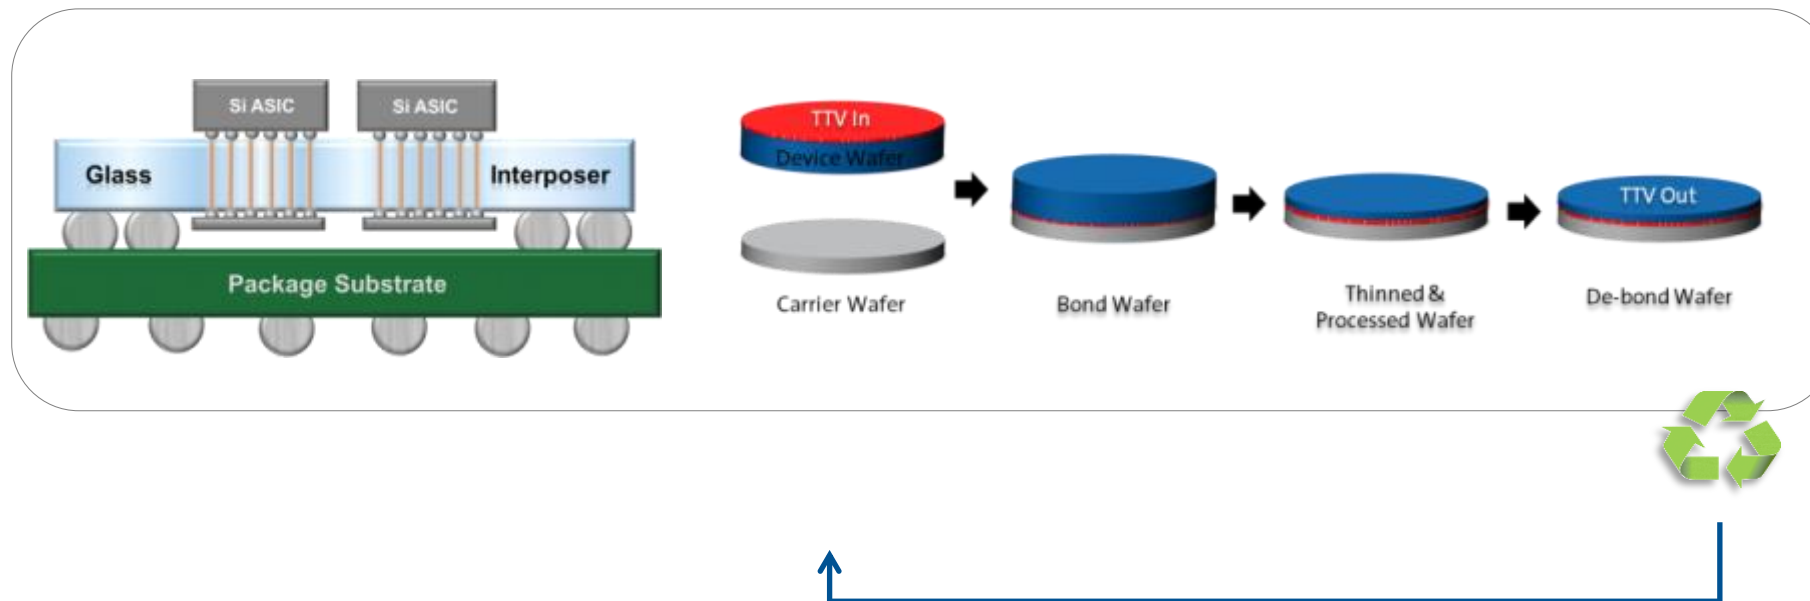 Si ASIC
Si ASIC
Glass
Interposer
Package Substrate
TTV In
Device Wafer
Carrier Wafer
Bond Wafer
Thinned &
Processed Wafer
TTV Out
De-bond Wafer